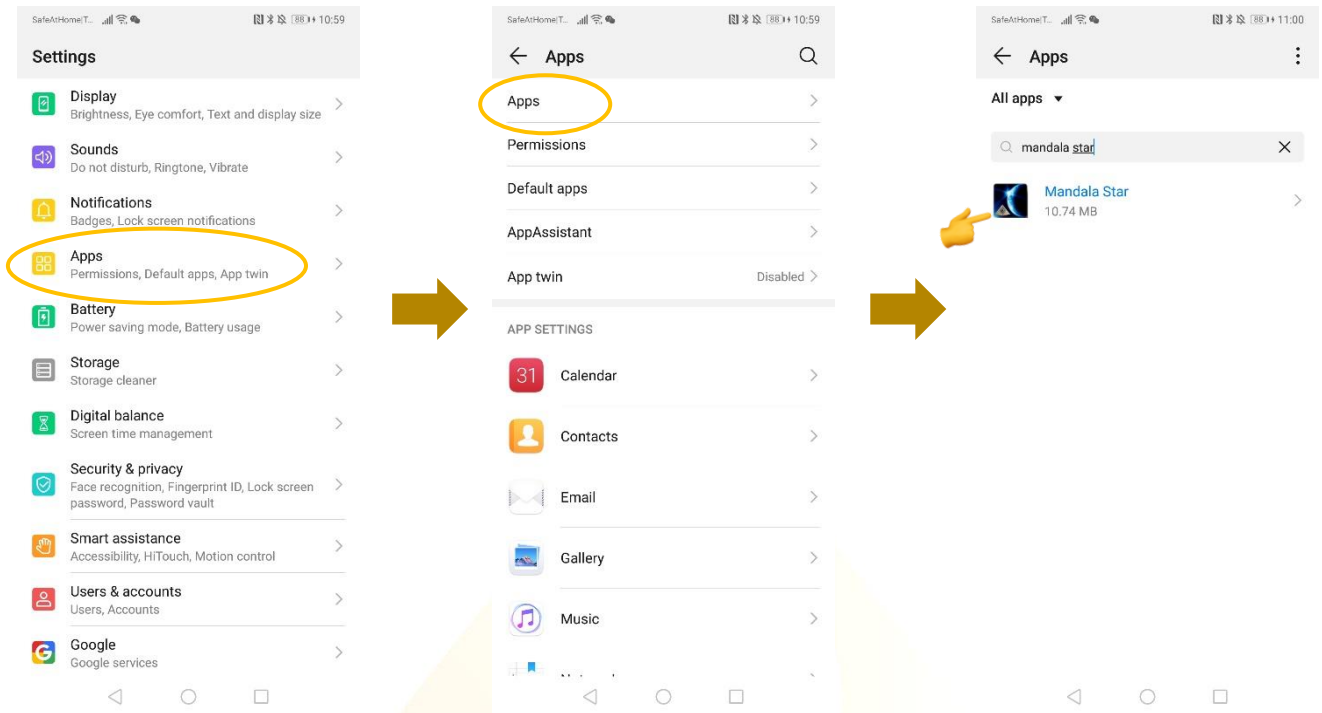 SafeAtHome|T... 88 10:59
Settings
Display
Brightness, Eye comfort, Text and display size
Sounds
Do not disturb, Ringtone, Vibrate
Notifications
Badges, Lock screen notifications
Apps
Permissions, Default apps, App twin
Battery
Power saving mode, Battery usage
Storage
Storage cleaner
Digital balance
Screen time management
Security & privacy
Face recognition, Fingerprint ID, Lock screen
password, Password vault
Smart assistance
Accessibility, HiTouch, Motion control
Users & accounts
Users, Accounts
Google
Google services
SafeAtHome|T... 88 10:59
Apps
Apps
Permissions
Default apps
AppAssistant
App twin Disabled
APP SETTINGS
31 Calendar
Contacts
Email
Gallery
Music
SafeAtHome|T... 88 11:00
Apps
All apps
mandala star
Mandala Star
10.74 MB